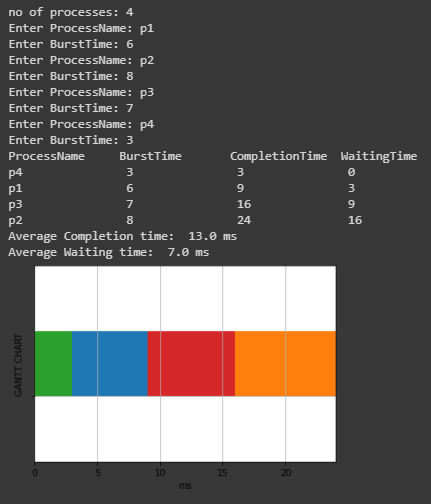 no of processes: 4
Enter ProcessName: p1
Enter BurstTime: 6
Enter ProcessName: p2
Enter BurstTime: 8
Enter ProcessName: p3
Enter BurstTime: 7
Enter ProcessName: p4
Enter BurstTime: 3
ProcessName BurstTime CompletionTime WaitingTime
p4 3 3 0
p1 6 9 3
p3 7 16 9
p2 8 24 16
Average Completion time: 13.0 ms
Average Waiting time: 7.0 ms
GANTT CHART
0 5 10 15 20
ms